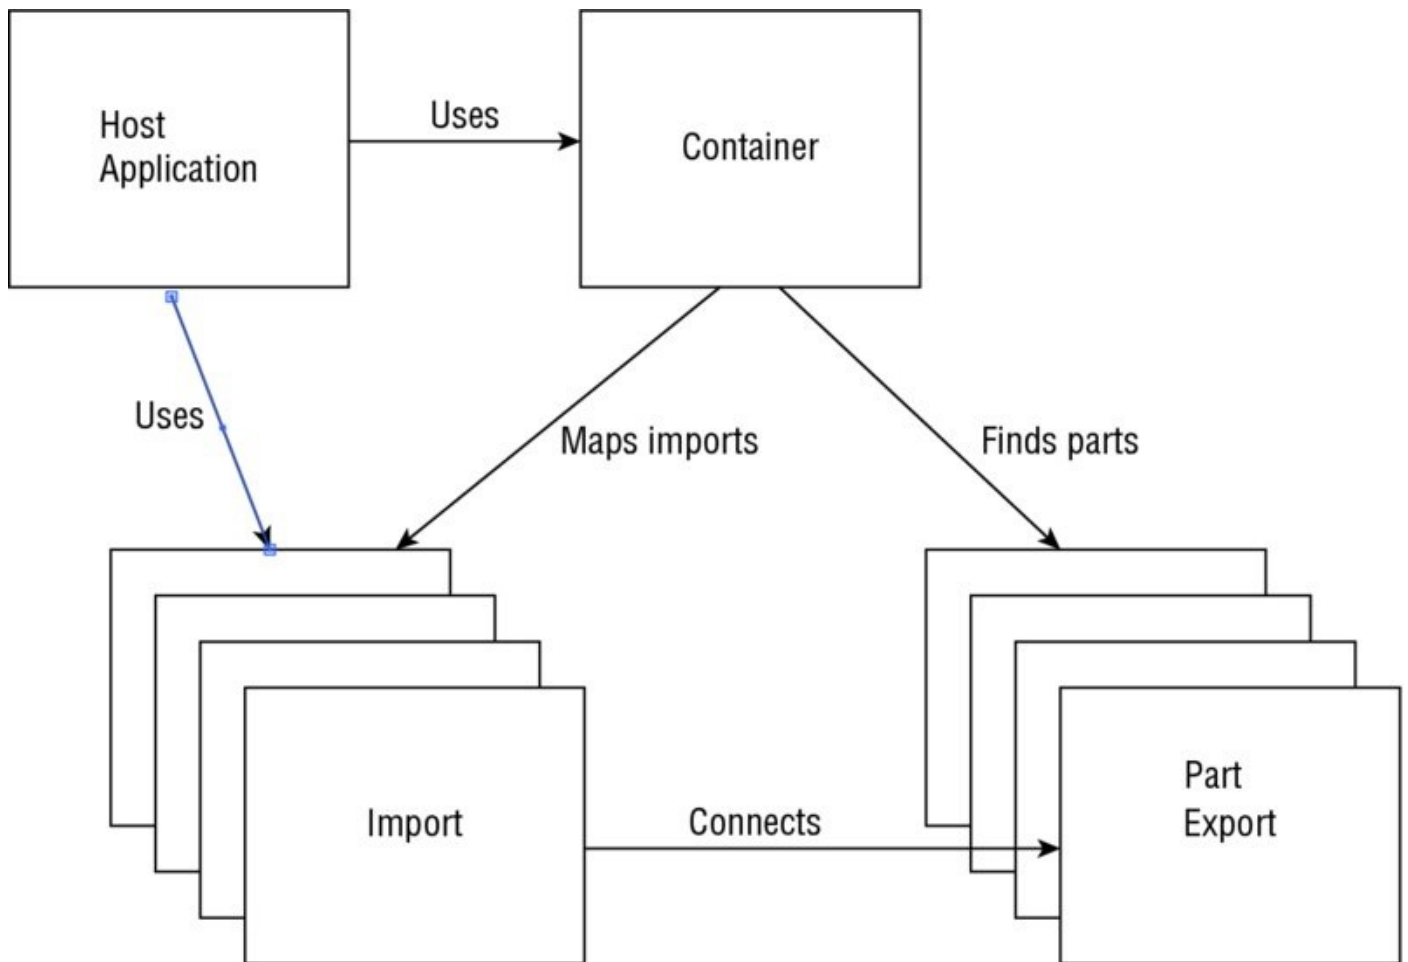 Host
Application
Uses
Container
Uses
Maps imports
Finds parts
Import
Connects
Part
Export